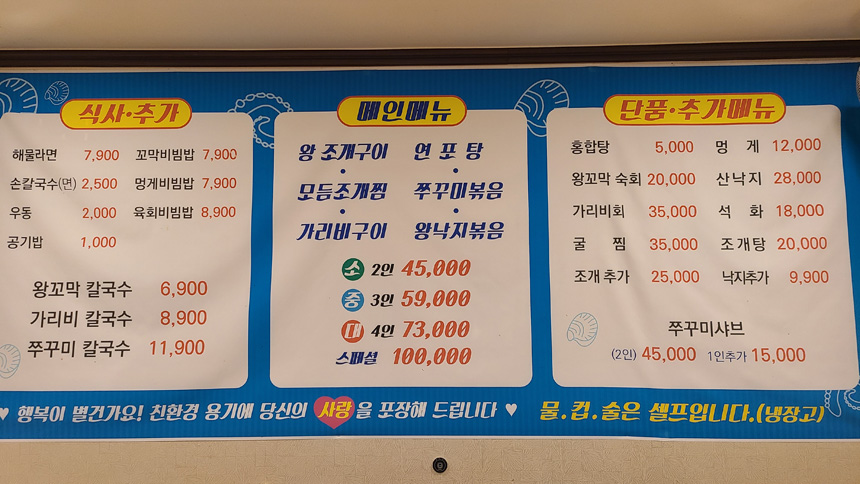 식사·추가
해물라면 7,900 꼬막비빔밥 7,900
손칼국수(면) 2,500 멍게비빔밥 7,900
우동 2,000 육회비빔밥 8,900
공기밥 1,000
왕꼬막 칼국수 6,900
가리비 칼국수 8,900
쭈꾸미 칼국수 11,900
메인메뉴
왕 조개구이 연 포 탕
모듬조개찜 쭈꾸미볶음
가리비구이 왕낙지볶음
소 2인 45,000
중 3인 59,000
대 4인 73,000
스페셜 100,000
단품·추가메뉴
홍합탕 5,000 멍 게 12,000
왕꼬막 숙회 20,000 산낙지 28,000
가리비회 35,000 석 화 18,000
굴 찜 35,000 조개탕 20,000
조개 추가 25,000 낙지추가 9,900
쭈꾸미샤브
(2인) 45,000 1인추가 15,000
♥ 행복이 별건가요! 친환경 용기에 당신의 사랑을 포장해 드립니다 ♥ 물.컵.술은 셀프입니다.(냉장고)